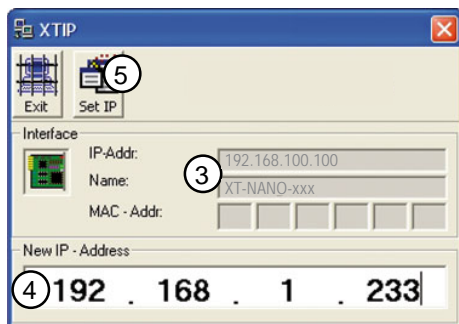 XTIP
5
Exit Set IP
Interface
IP-Addr: 192.168.100.100
3
Name: XT-NANO-xxx
MAC - Addr:
New IP - Address
4 192 . 168 . 1 . 233